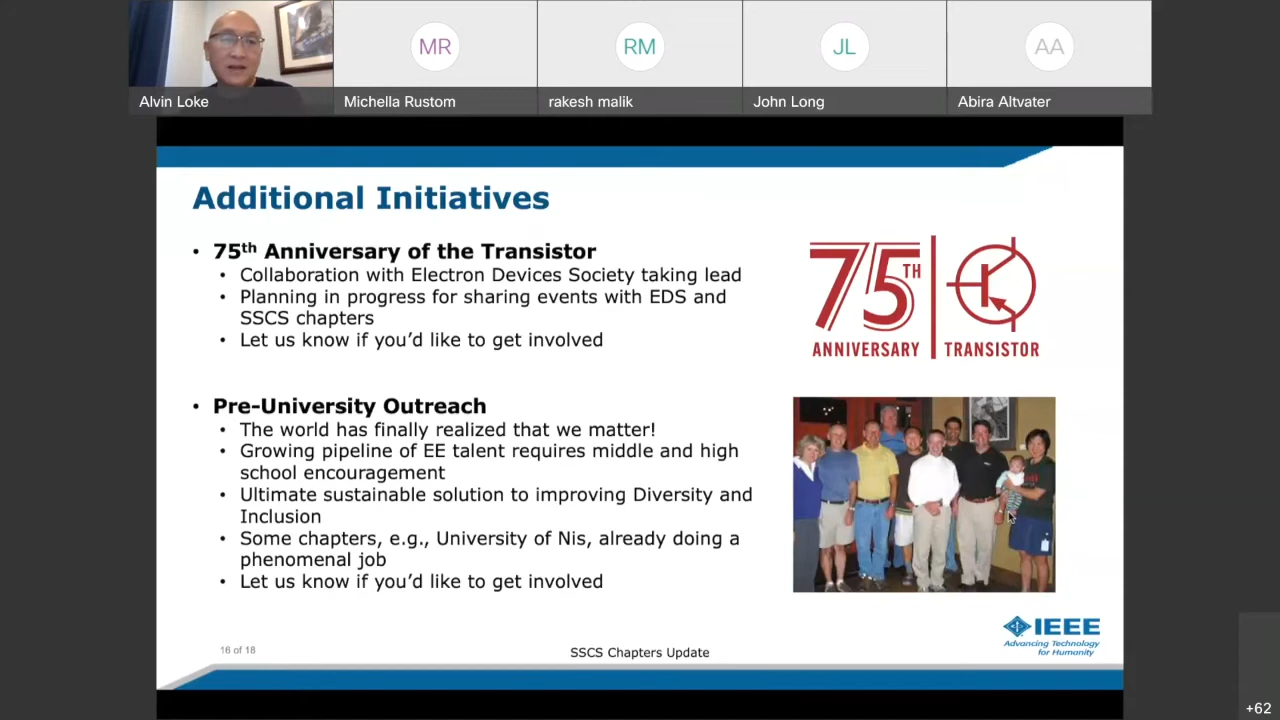 MR
RM
JL
AA
Alvin Loke
Michella Rustom
rakesh malik
John Long
Abira Altvater
Additional Initiatives
• 75th Anniversary of the Transistor
• Collaboration with Electron Devices Society taking lead
• Planning in progress for sharing events with EDS and
SSCS chapters
• Let us know if you’d like to get involved
75TH
ANNIVERSARY
TRANSISTOR
• Pre-University Outreach
• The world has finally realized that we matter!
• Growing pipeline of EE talent requires middle and high
school encouragement
• Ultimate sustainable solution to improving Diversity and
Inclusion
• Some chapters, e.g., University of Nis, already doing a
phenomenal job
• Let us know if you’d like to get involved
IEEE
Advancing Technology
for Humanity
16 of 18
SSCS Chapters Update
+62